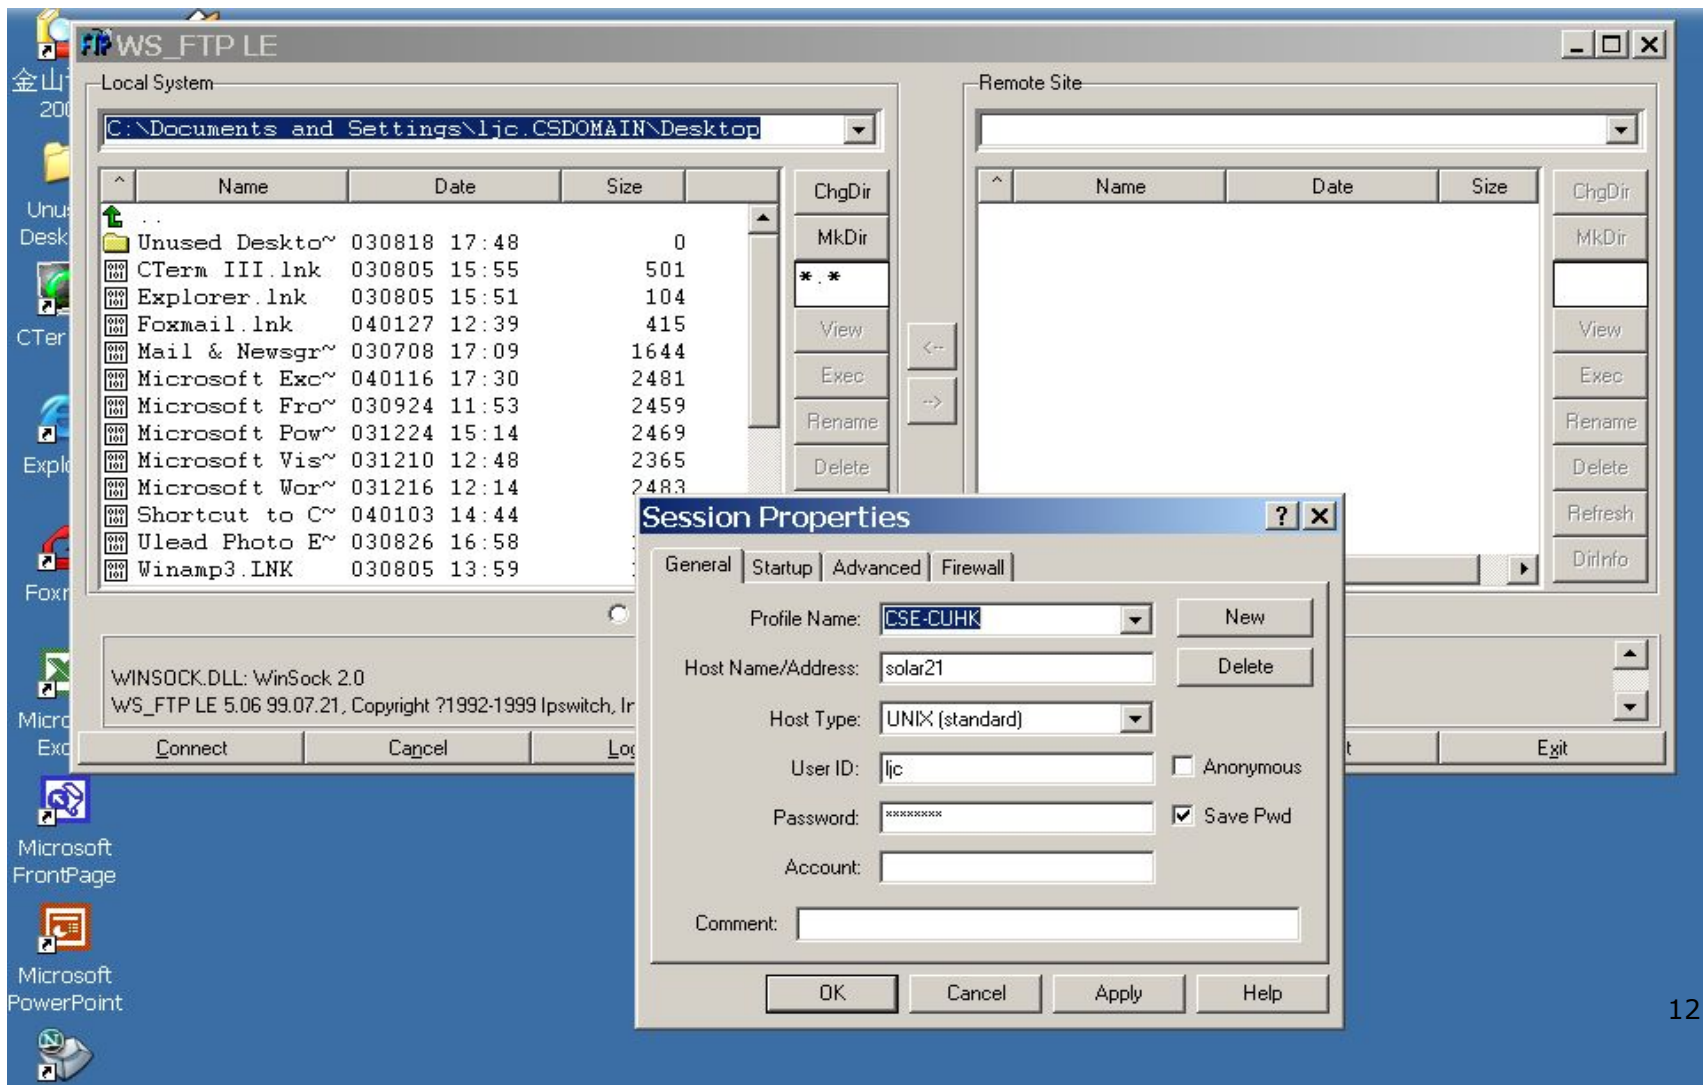 WS_FTP LE
Local System
C:\Documents and Settings\ljc.CSDOMAIN\Desktop
^ Name Date Size
..
Unused Deskto~ 030818 17:48 0
CTerm III.lnk 030805 15:55 501
Explorer.lnk 030805 15:51 104
Foxmail.lnk 040127 12:39 415
Mail & Newsgr~ 030708 17:09 1644
Microsoft Exc~ 040116 17:30 2481
Microsoft Fro~ 030924 11:53 2459
Microsoft Pow~ 031224 15:14 2469
Microsoft Vis~ 031210 12:48 2365
Microsoft Wor~ 031216 12:14 2483
Shortcut to C~ 040103 14:44
Ulead Photo E~ 030826 16:58
Winamp3.LNK 030805 13:59
ChgDir
MkDir
*.*
View
Exec
Rename
Delete
<--
-->
Remote Site
^ Name Date Size
ChgDir
MkDir
View
Exec
Rename
Delete
Refresh
DirInfo
WINSOCK.DLL: WinSock 2.0
WS_FTP LE 5.06 99.07.21, Copyright ?1992-1999 Ipswitch, Ir
Connect Cancel Log t Exit
Session Properties
General Startup Advanced Firewall
Profile Name: CSE-CUHK New
Host Name/Address: solar21 Delete
Host Type: UNIX (standard)
User ID: ljc Anonymous
Password: ******** Save Pwd
Account:
Comment:
OK Cancel Apply Help
金山
200
Unus
Desk
CTer
Explo
Foxr
Micro
Exc
Microsoft
FrontPage
Microsoft
PowerPoint
12